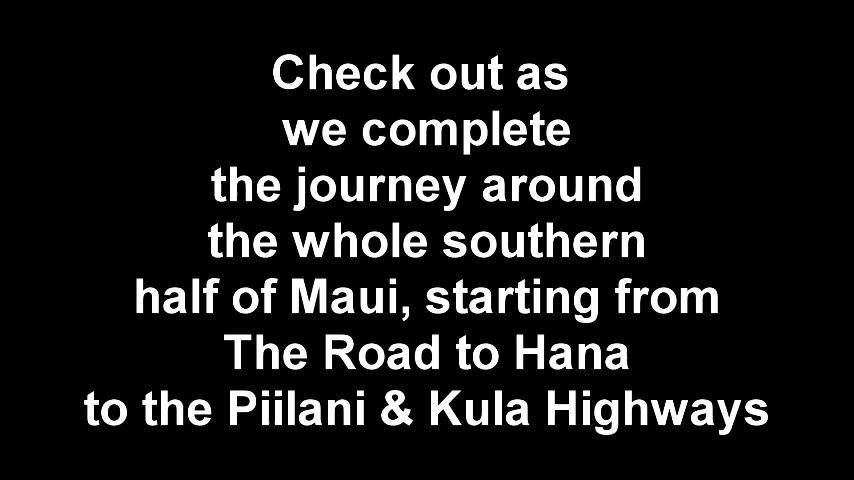 Check out as
we complete
the journey around
the whole southern
half of Maui, starting from
The Road to Hana
to the Piilani & Kula Highways